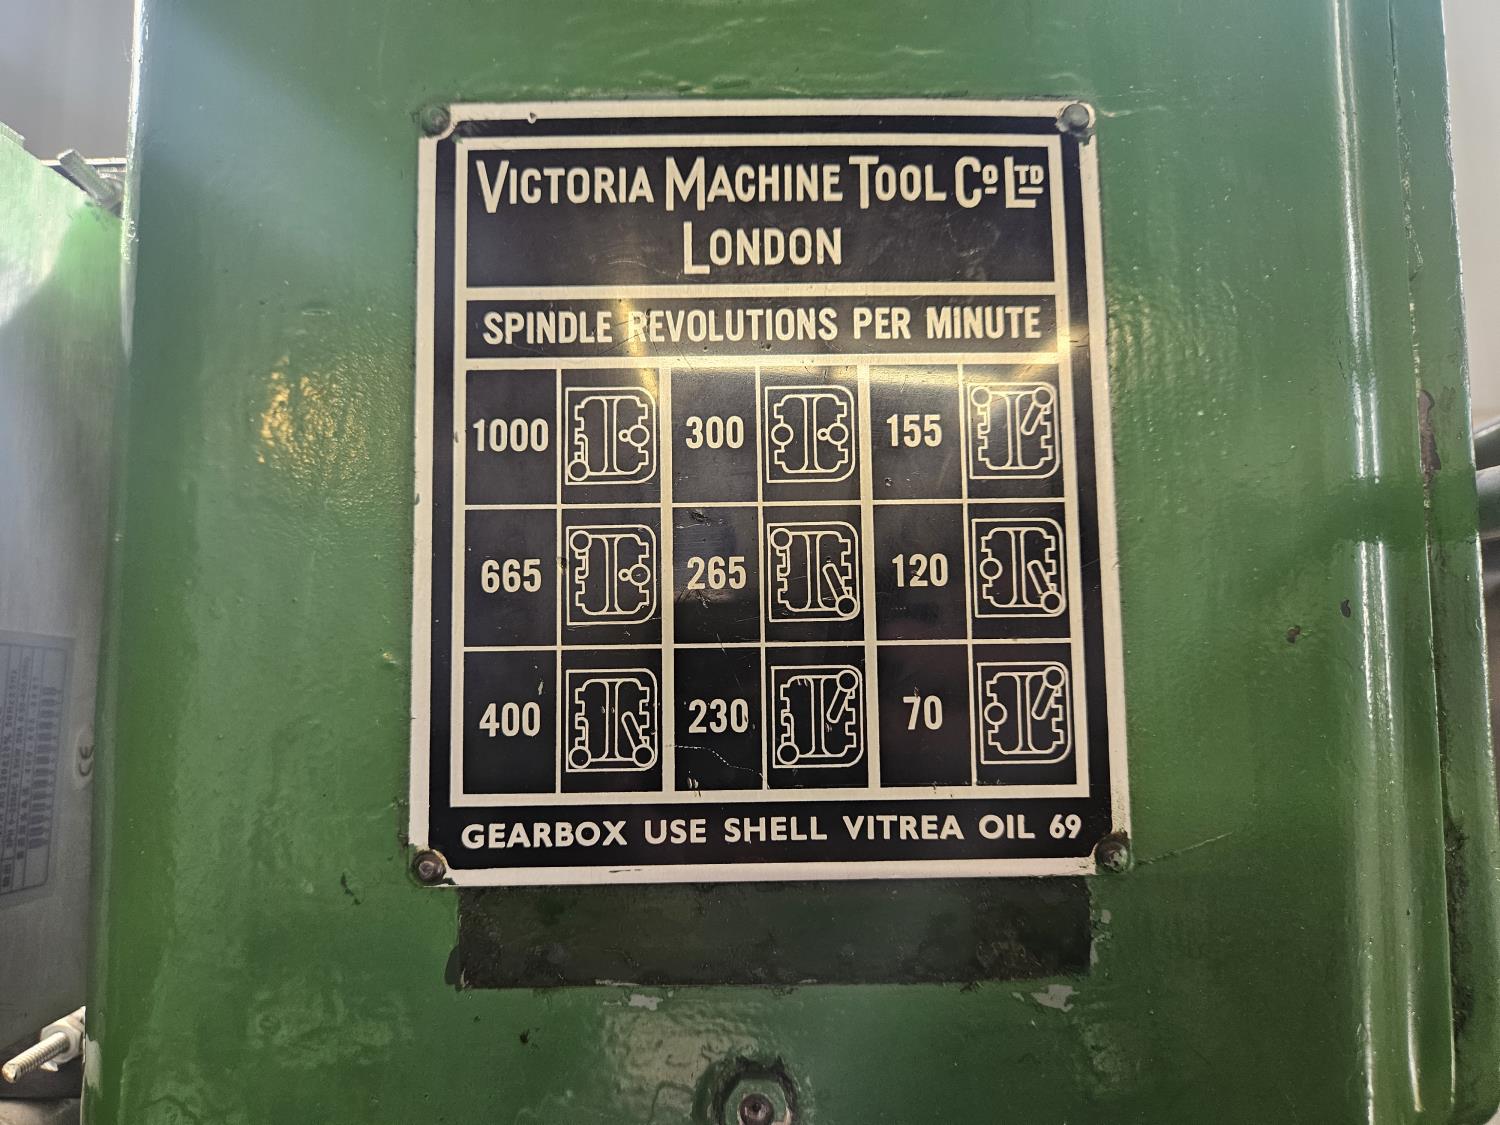 VICTORIA MACHINE TOOL CO LTD
LONDON
SPINDLE REVOLUTIONS PER MINUTE
1000 300 155
665 265 120
400 230 70
GEARBOX USE SHELL VITREA OIL 69